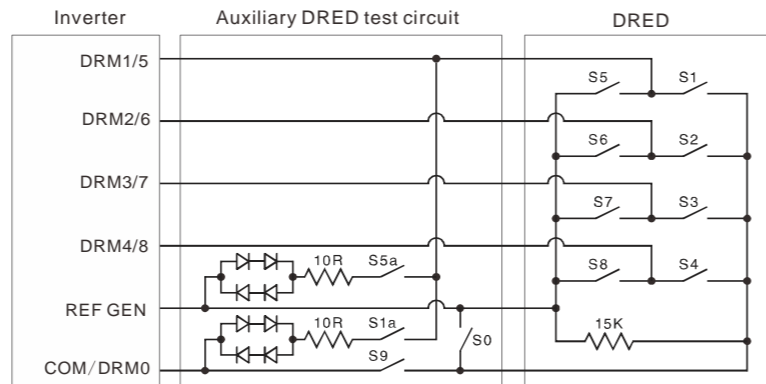 Inverter
Auxiliary DRED test circuit
DRED
DRM1/5
S5
S1
DRM2/6
S6
S2
DRM3/7
S7
S3
DRM4/8
10R
S5a
S8
S4
REF GEN
10R
S1a
S0
15K
S9
COM/DRM0